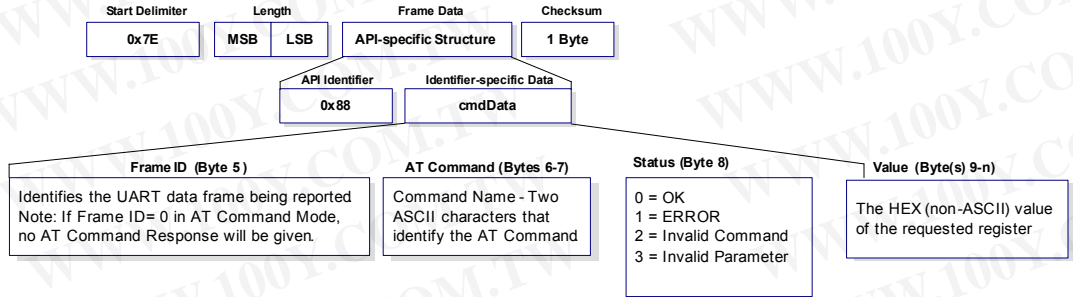 Start Delimiter
Length
Frame Data
Checksum
0x7E
MSB
LSB
API-specific Structure
1 Byte
API Identifier
Identifier-specific Data
0x88
cmdData
Frame ID (Byte 5)
Identifies the UART data frame being reported.
Note: If Frame ID= 0 in AT Command Mode,
no AT Command Response will be given.
AT Command (Bytes 6-7)
Command Name - Two
ASCII characters that
identify the AT Command
Status (Byte 8)
0 = OK
1 = ERROR
2 = Invalid Command
3 = Invalid Parameter
Value (Byte(s) 9-n)
The HEX (non-ASCII) value
of the requested register
WWW.100Y.COM.TW